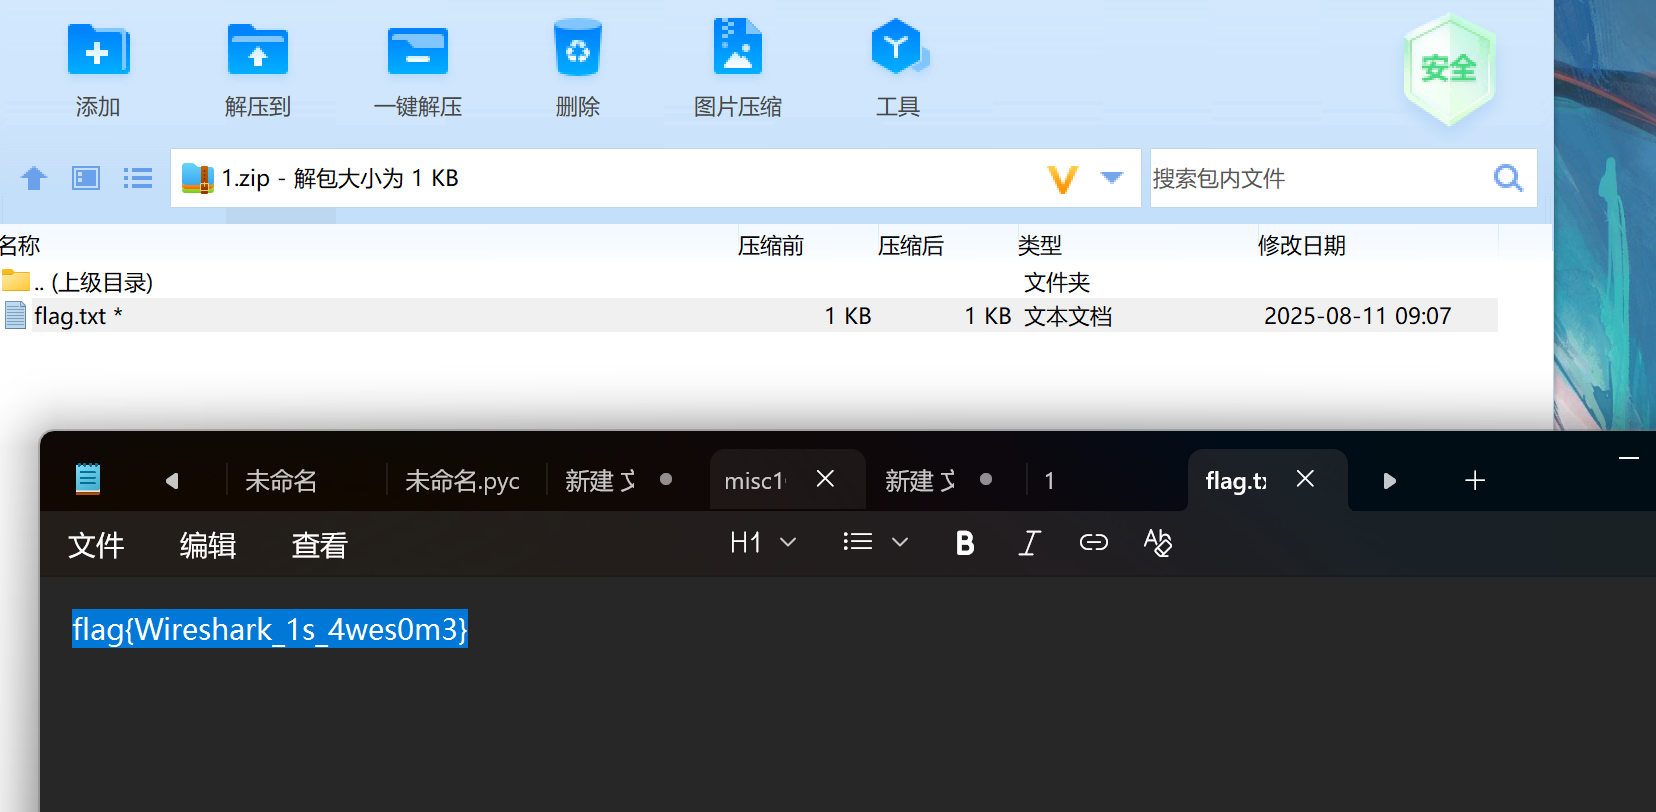 添加
解压到
一键解压
删除
图片压缩
工具
安全
1.zip - 解包大小为 1 KB
搜索包内文件
名称 压缩前 压缩后 类型 修改日期
.. (上级目录) 文件夹
flag.txt * 1 KB 1 KB 文本文档 2025-08-11 09:07
未命名 未命名.pyc 新建 misc1 新建 1 flag.t
文件 编辑 查看 H1 B I
flag{Wireshark_1s_4wes0m3}